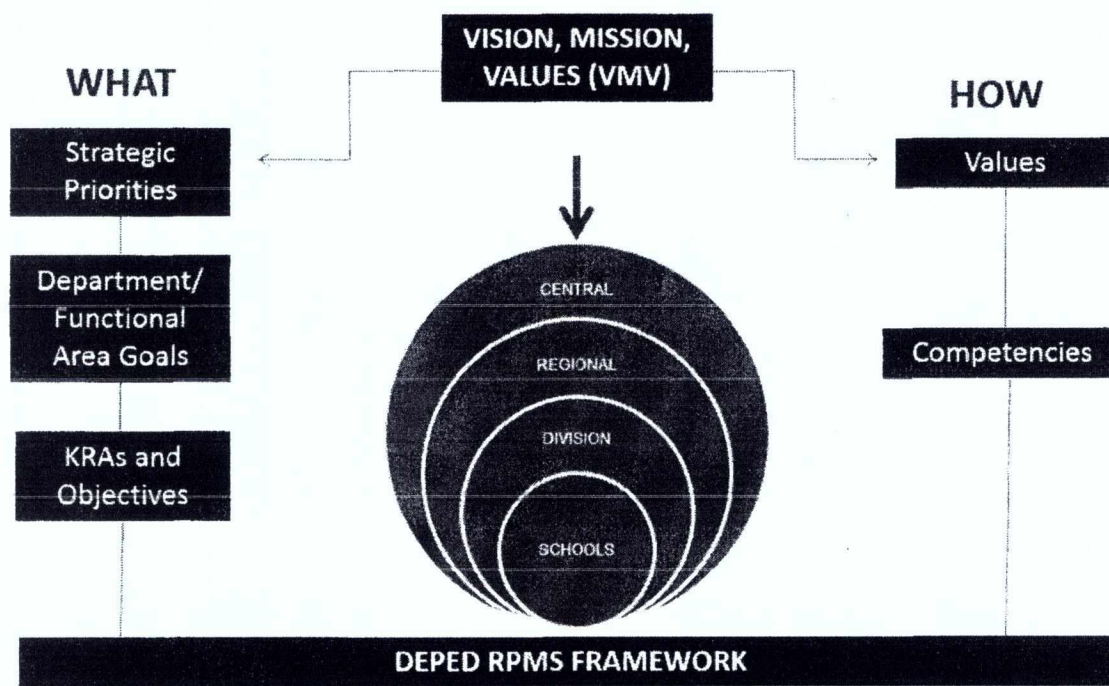 VISION, MISSION,
VALUES (VMV)
WHAT
Strategic
Priorities
Department/
Functional
Area Goals
KRAs and
Objectives
CENTRAL
REGIONAL
DIVISION
SCHOOLS
HOW
Values
Competencies
DEPED RPMS FRAMEWORK